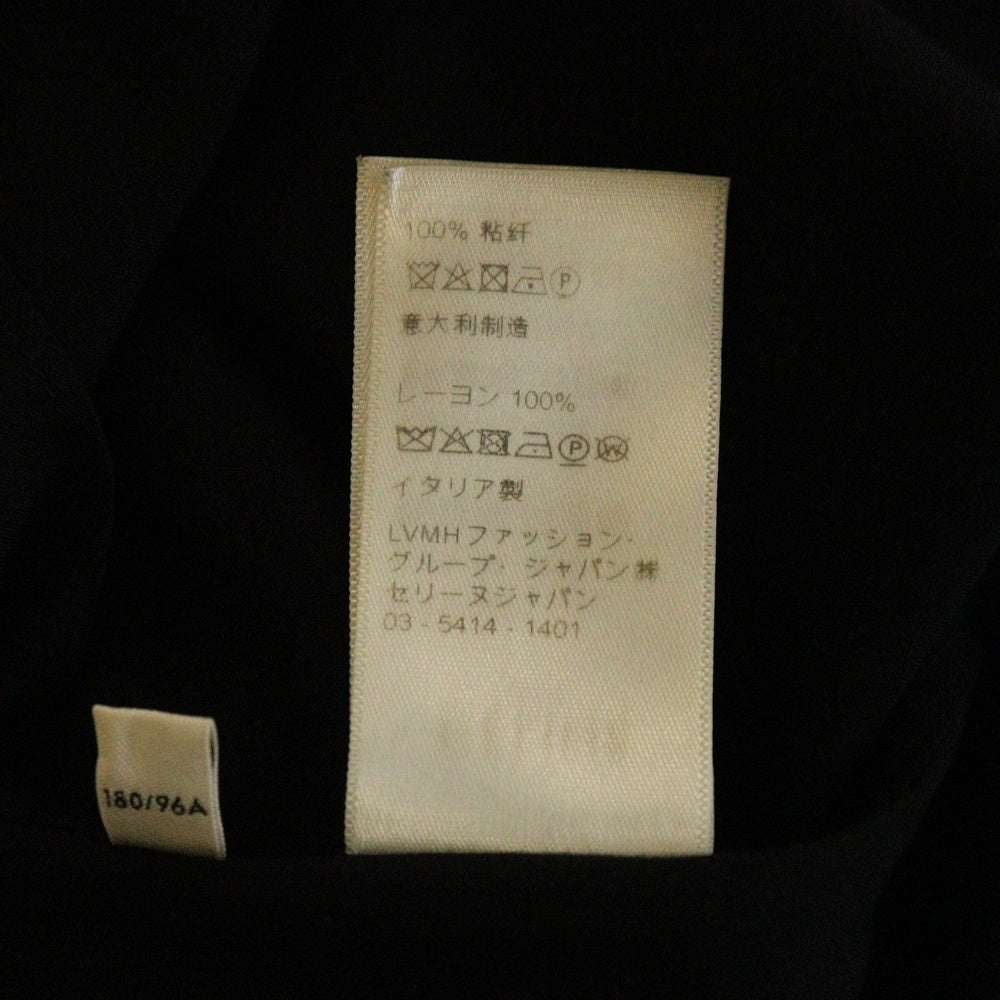 100% 粘纤
P
意大利制造
レーヨン 100%
P W
イタリア製
LVMHファッション·
グループ· ジャパン株
セリーヌジャパン
03 - 5414 - 1401
180/96A